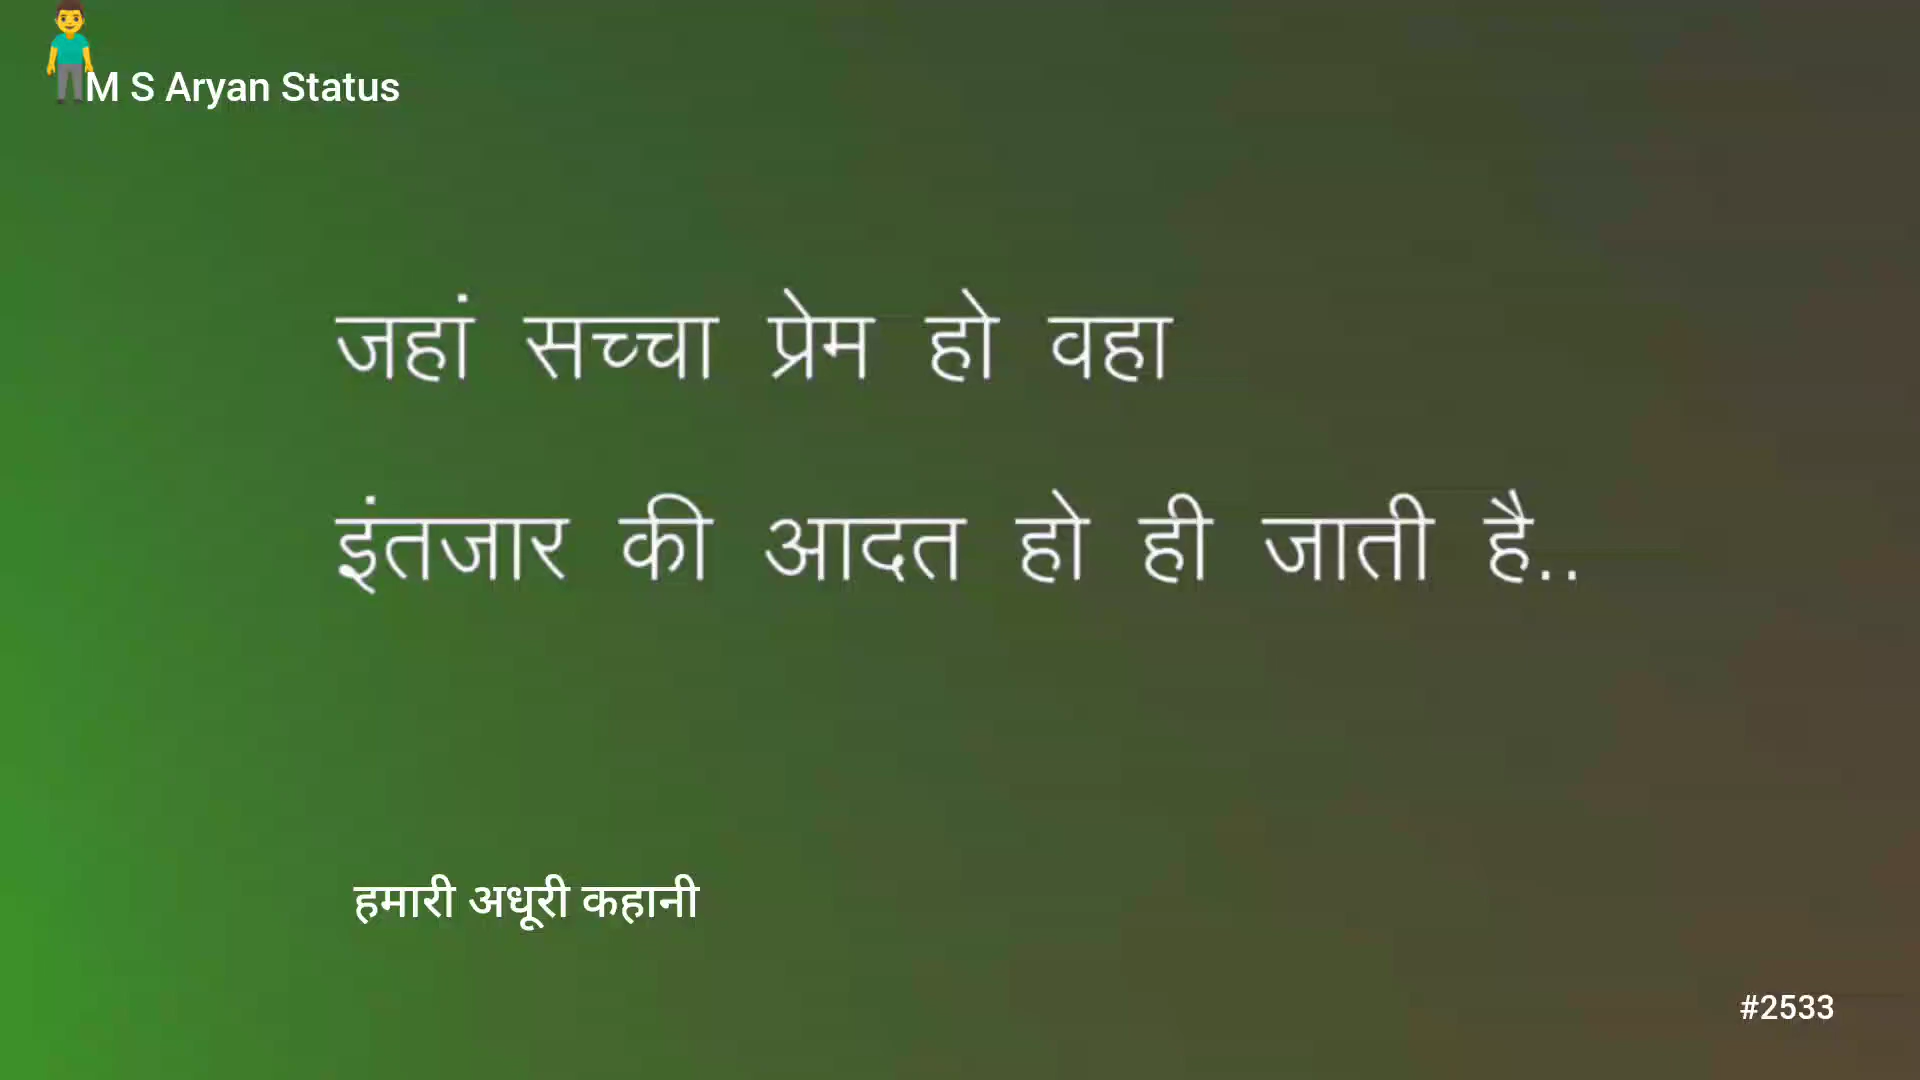 M S Aryan Status
जहां सच्चा प्रेम हो वहा
इंतजार की आदत हो ही जाती है..
हमारी अधूरी कहानी
#2533